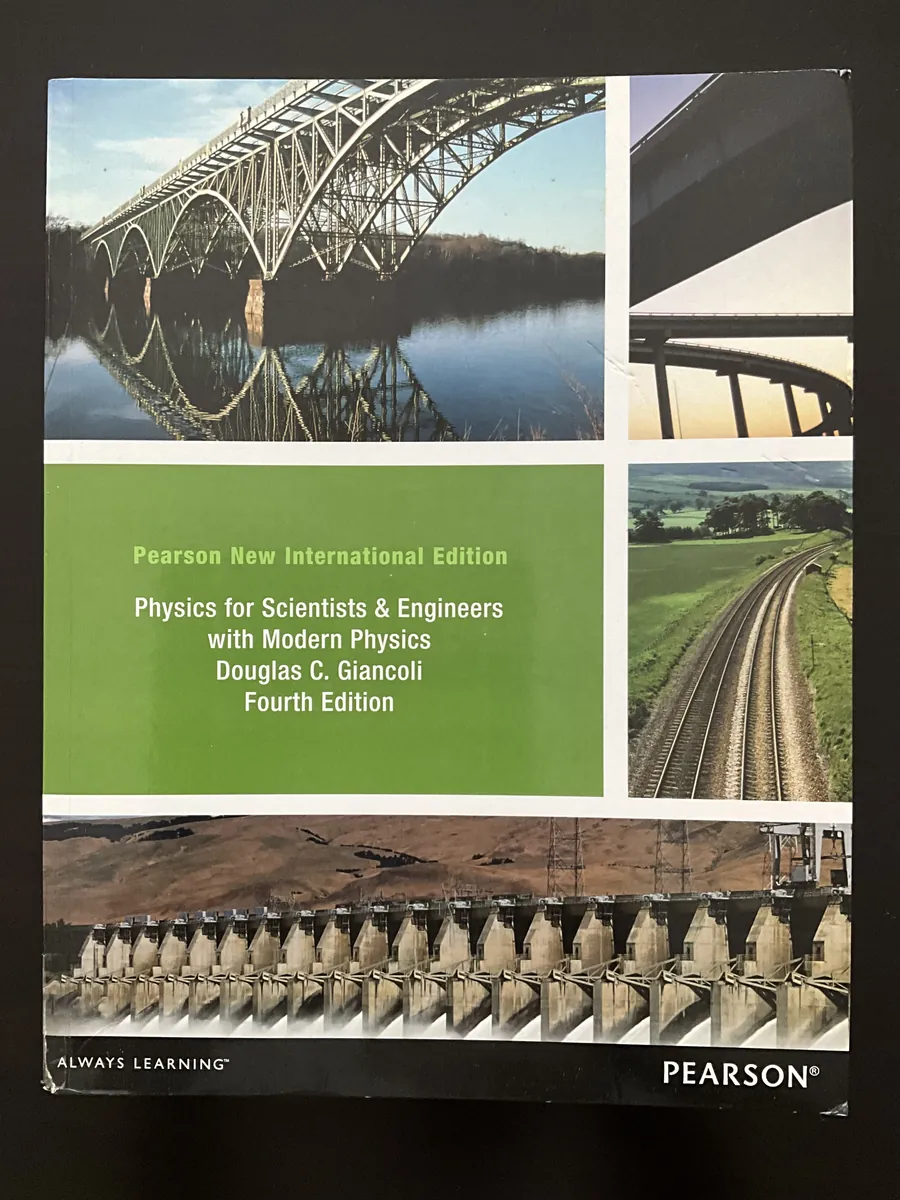 Pearson New International Edition
Physics for Scientists & Engineers
with Modern Physics
Douglas C. Giancoli
Fourth Edition
ALWAYS LEARNING™
PEARSON®